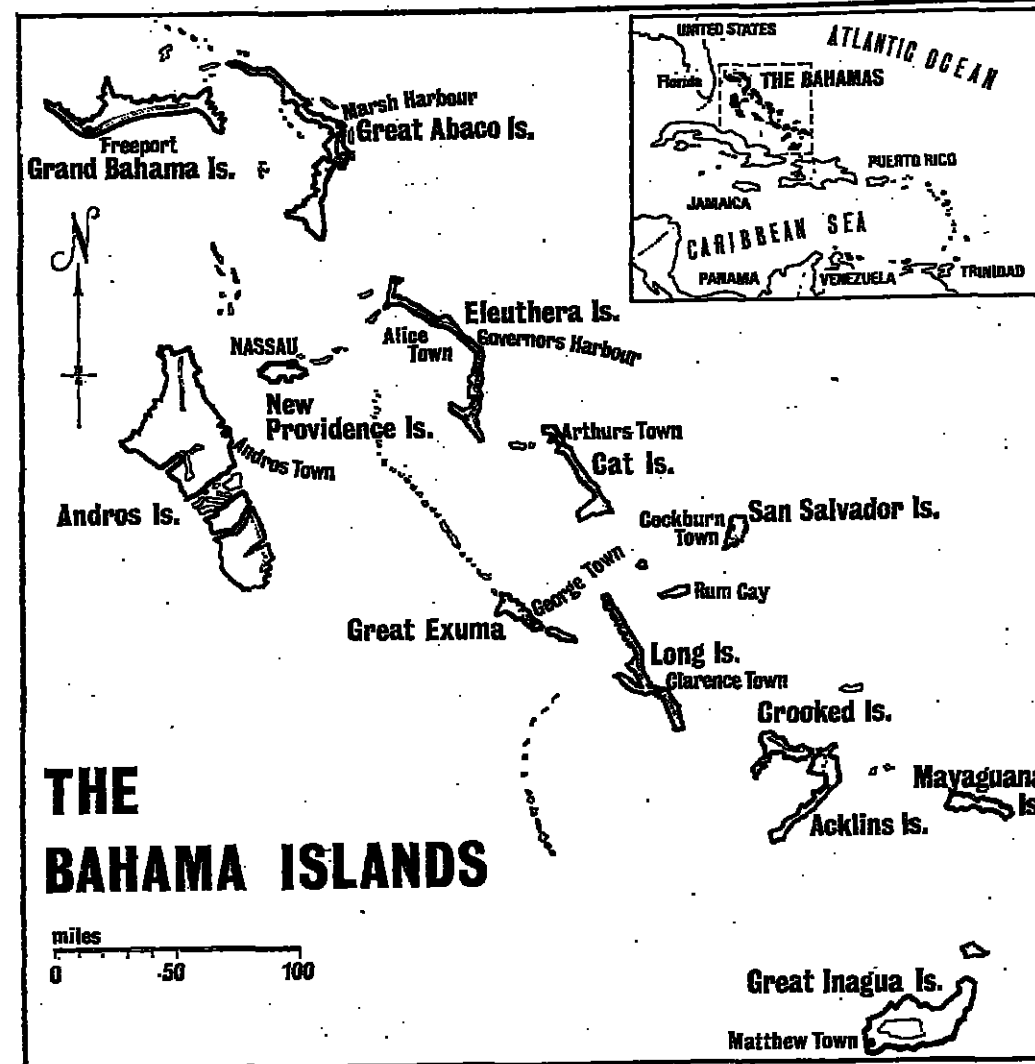 UNITED STATES
ATLANTIC OCEAN
Florida
THE BAHAMAS
PUERTO RICO
JAMAICA
CARIBBEAN SEA
PANAMA
VENEZUELA
TRINIDAD
Marsh Harbour
Great Abaco Is.
Freeport
Grand Bahama Is.
N
Eleuthera Is.
Alice
Town
Governors Harbour
NASSAU
New
Providence Is.
Andros Town
Andros Is.
Arthurs Town
Cat Is.
Cockburn
Town
San Salvador Is.
George Town
Rum Cay
Great Exuma
Long Is.
Clarence Town
Crooked Is.
Mayaguana
Is
Acklins Is.
THE
BAHAMA ISLANDS
miles
0 50 100
Great Inagua Is.
Matthew Town